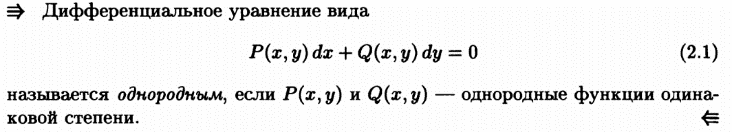 ⇛ Дифференциальное уравнение вида
P(x, y) dx + Q(x, y) dy = 0 (2.1)
называется однородным, если P(x, y) и Q(x, y) — однородные функции одина-
ковой степени. ⇚